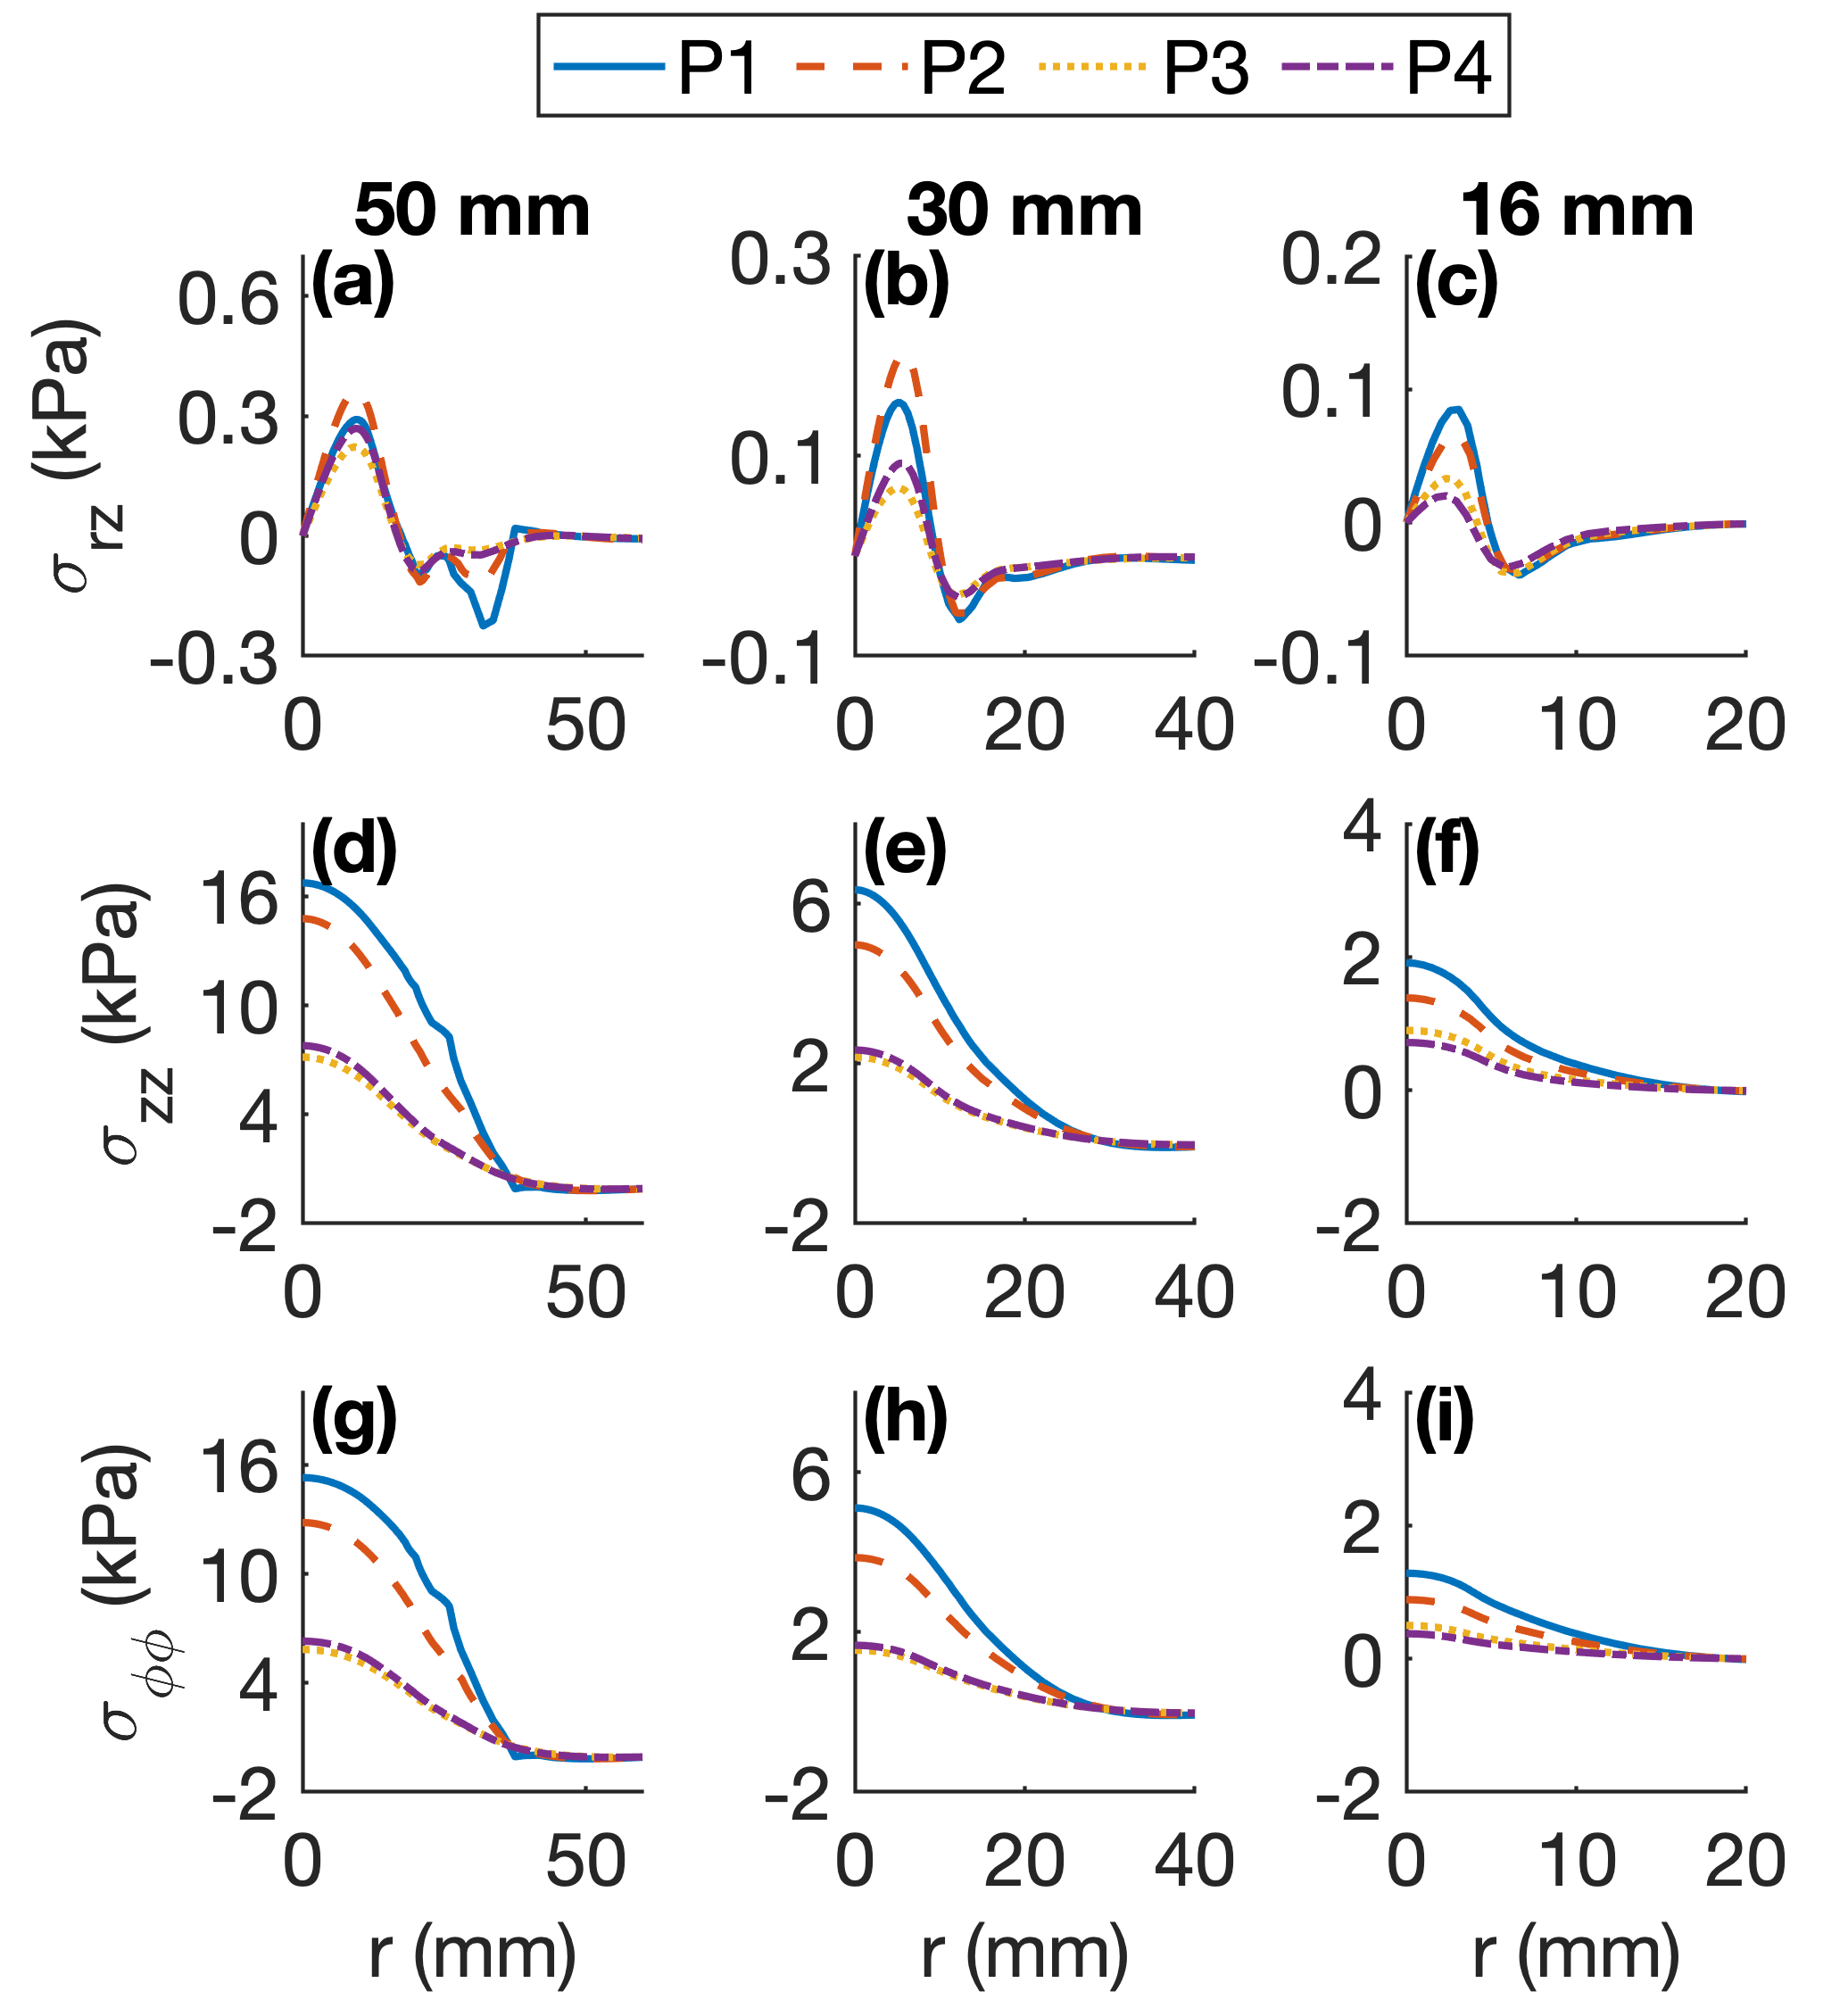 P1 P2 P3 P4
50 mm 30 mm 16 mm
(a) (b) (c)
σ rz (kPa)
0.6 0.3 0 -0.3
0 50
0.3 0.1 -0.1
0 20 40
0.2 0.1 0 -0.1
0 10 20
(d) (e) (f)
σ zz (kPa)
16 10 4 -2
0 50
6 2 -2
0 20 40
4 2 0 -2
0 10 20
(g) (h) (i)
σ ϕϕ (kPa)
16 10 4 -2
0 50
6 2 -2
0 20 40
4 2 0 -2
0 10 20
r (mm) r (mm) r (mm)